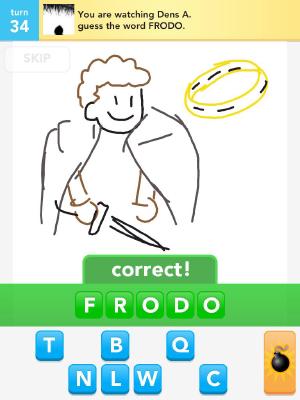 turn
34
You are watching Dens A.
guess the word FRODO.
SKIP
correct!
F R O D O
T B Q
N L W C